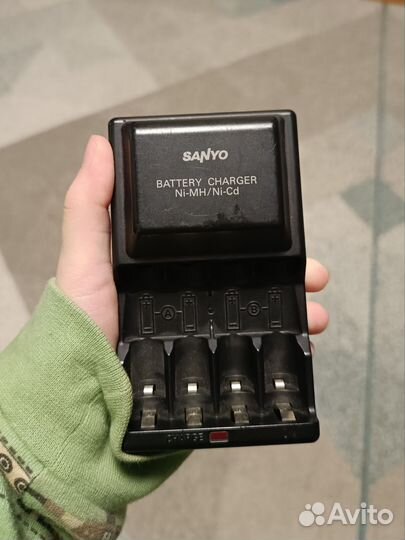 SANYO
BATTERY CHARGER
Ni-MH/Ni-Cd
A B
CHARGE
Avito